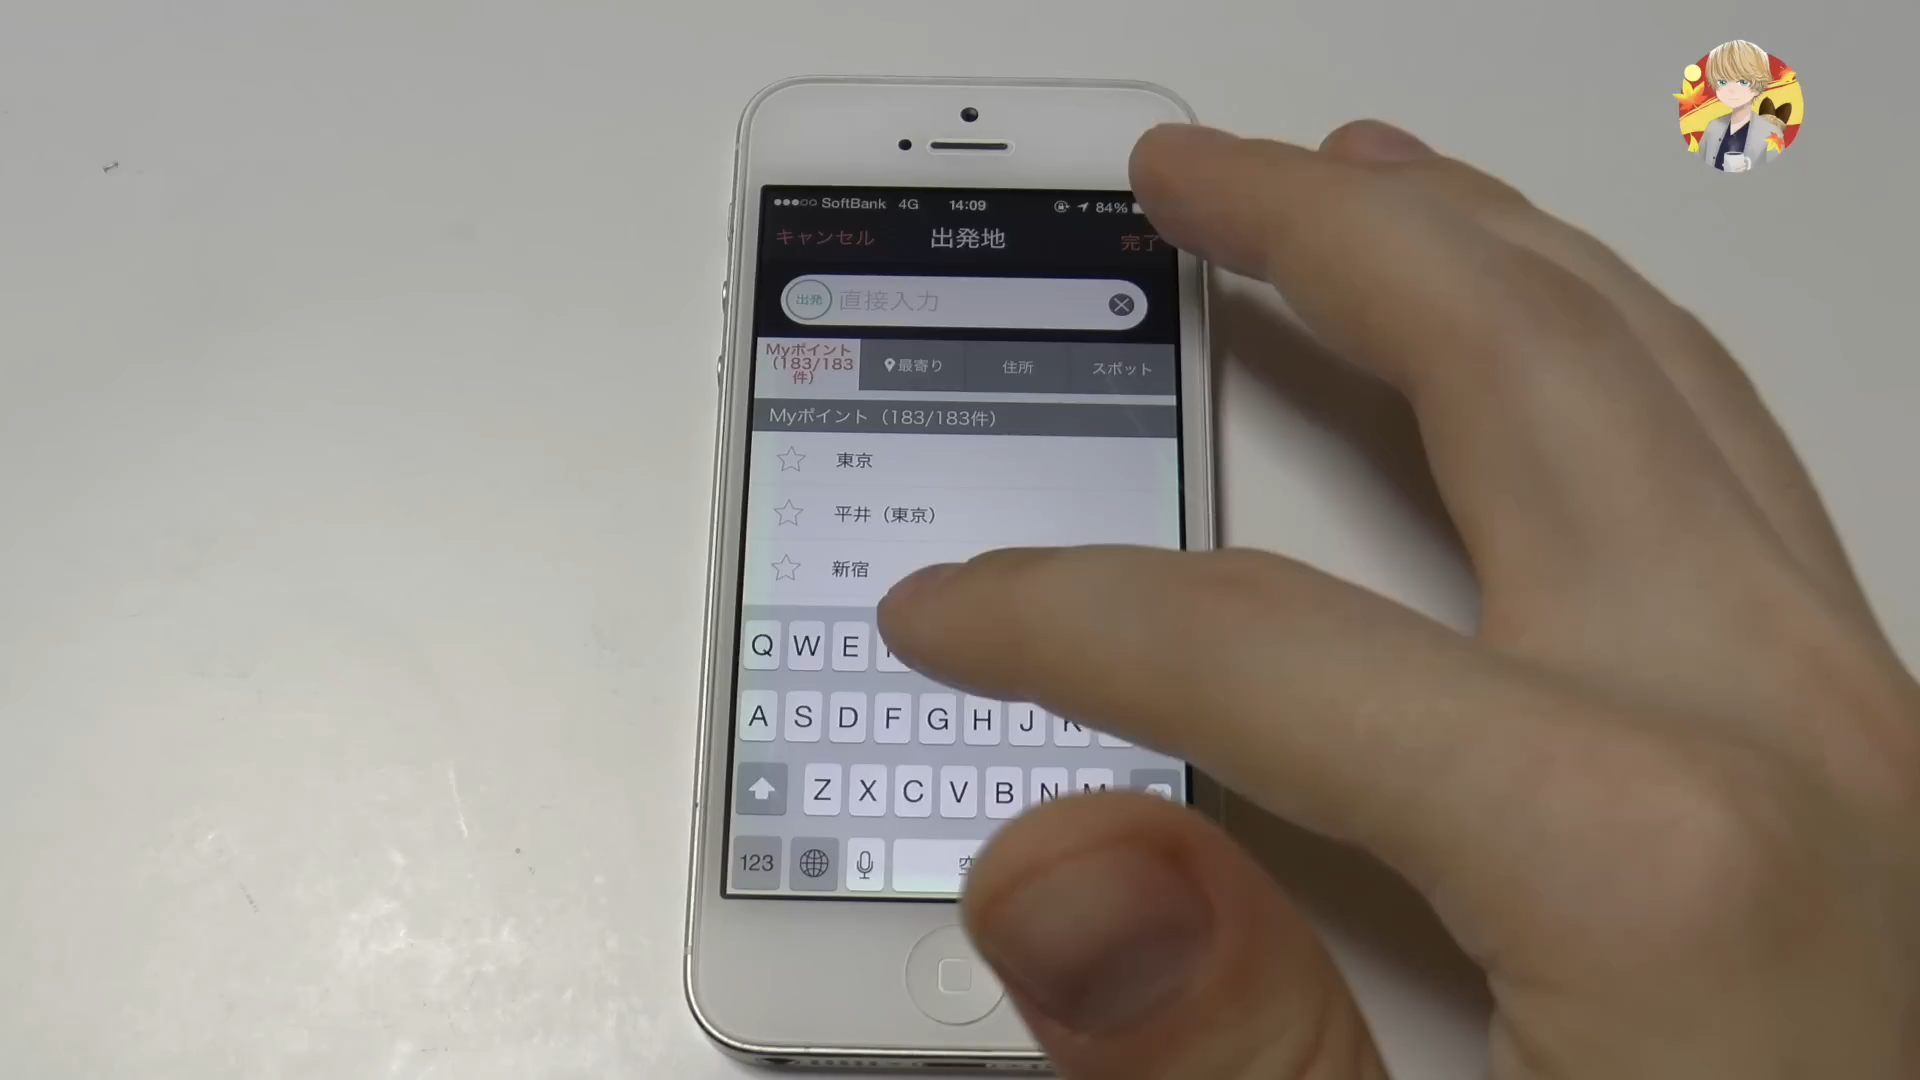 SoftBank 4G 14:09 84%
キャンセル 出発地 完了
出発 直接入力
Myポイント
（183/183
件）
最寄り
住所
スポット
Myポイント（183/183件）
東京
平井（東京）
新宿
Q W E
A S D F G H J K
Z X C V B N M
123 空